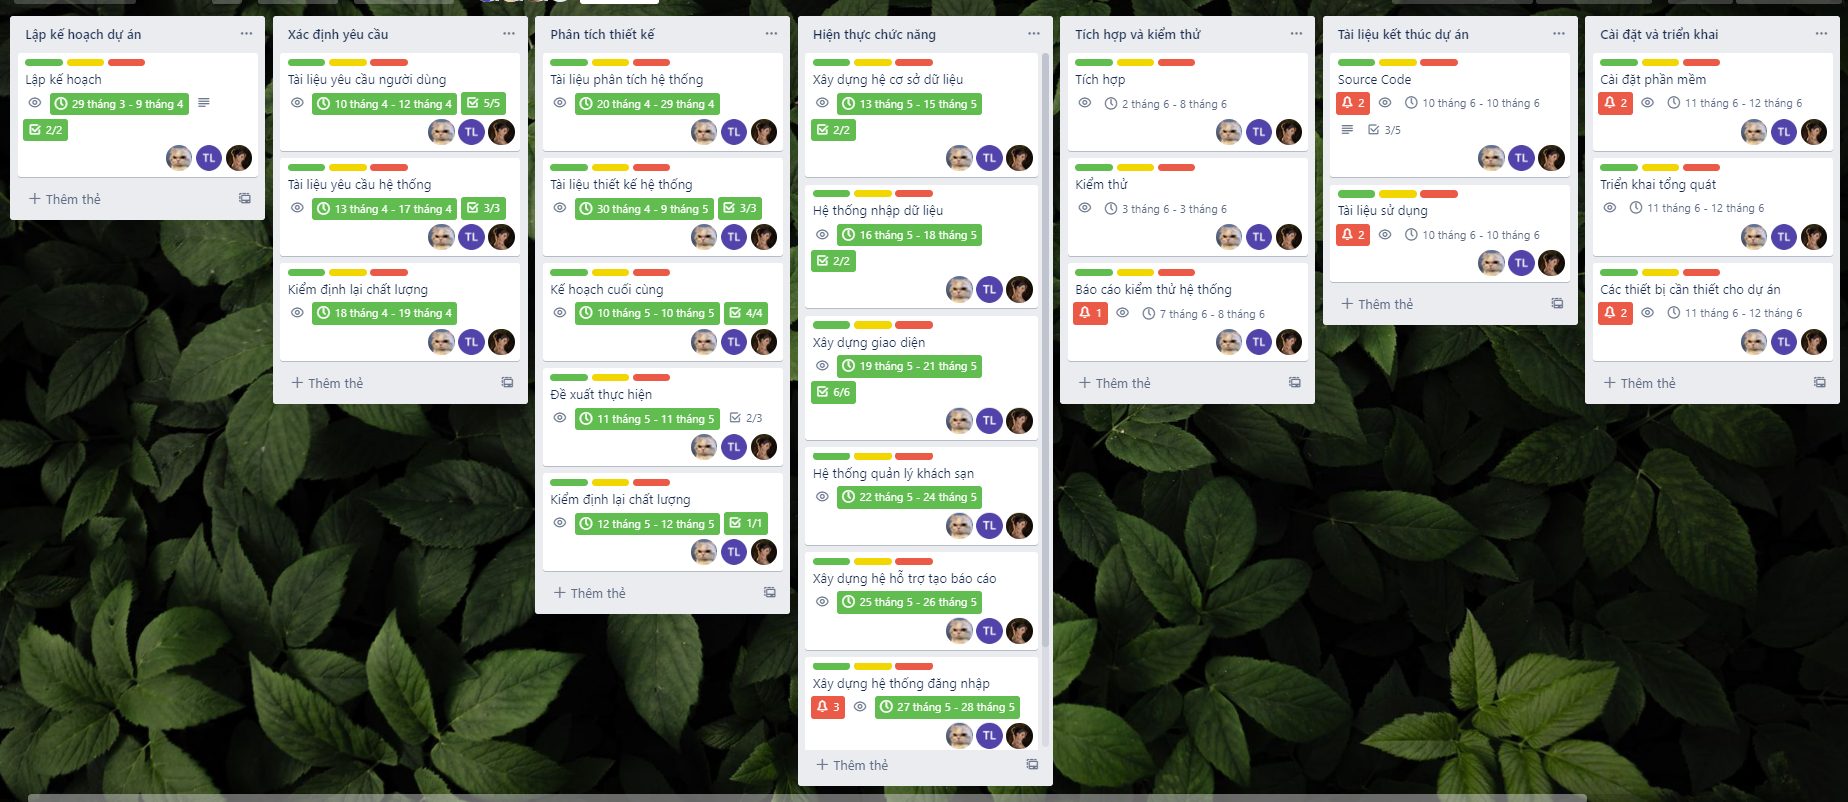 Lập kế hoạch dự án
Lập kế hoạch
29 tháng 3 - 9 tháng 4
2/2
TL
Thêm thẻ
Xác định yêu cầu
Tài liệu yêu cầu người dùng
10 tháng 4 - 12 tháng 4 5/5
TL
Tài liệu yêu cầu hệ thống
13 tháng 4 - 17 tháng 4 3/3
TL
Kiểm định lại chất lượng
18 tháng 4 - 19 tháng 4
TL
Thêm thẻ
Phân tích thiết kế
Tài liệu phân tích hệ thống
20 tháng 4 - 29 tháng 4
TL
Tài liệu thiết kế hệ thống
30 tháng 4 - 9 tháng 5 3/3
TL
Kế hoạch cuối cùng
10 tháng 5 - 10 tháng 5 4/4
TL
Đề xuất thực hiện
11 tháng 5 - 11 tháng 5 2/3
TL
Kiểm định lại chất lượng
12 tháng 5 - 12 tháng 5 1/1
TL
Thêm thẻ
Hiện thực chức năng
Xây dựng hệ cơ sở dữ liệu
13 tháng 5 - 15 tháng 5
2/2
TL
Hệ thống nhập dữ liệu
16 tháng 5 - 18 tháng 5
2/2
TL
Xây dựng giao diện
19 tháng 5 - 21 tháng 5
6/6
TL
Hệ thống quản lý khách sạn
22 tháng 5 - 24 tháng 5
TL
Xây dựng hệ hỗ trợ tạo báo cáo
25 tháng 5 - 26 tháng 5
TL
Xây dựng hệ thống đăng nhập
3 27 tháng 5 - 28 tháng 5
TL
Thêm thẻ
Tích hợp và kiểm thử
Tích hợp
2 tháng 6 - 8 tháng 6
TL
Kiểm thử
3 tháng 6 - 3 tháng 6
TL
Báo cáo kiểm thử hệ thống
1 7 tháng 6 - 8 tháng 6
TL
Thêm thẻ
Tài liệu kết thúc dự án
Source Code
2 10 tháng 6 - 10 tháng 6
3/5
TL
Tài liệu sử dụng
2 10 tháng 6 - 10 tháng 6
TL
Thêm thẻ
Cài đặt và triển khai
Cài đặt phần mềm
2 11 tháng 6 - 12 tháng 6
TL
Triển khai tổng quát
11 tháng 6 - 12 tháng 6
TL
Các thiết bị cần thiết cho dự án
2 11 tháng 6 - 12 tháng 6
TL
Thêm thẻ